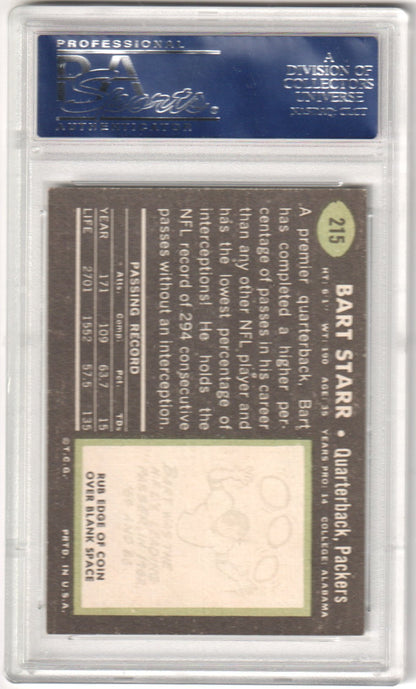 PROFESSIONAL
PSA
Sports.
AUTHENTICATOR
A
DIVISION OF
COLLECTORS
UNIVERSE
NASDAQ: CLCT
215
BART STARR • Quarterback, Packers
HT: 6-1 WT: 190 AGE: 35 YEARS PRO: 14 COLLEGE: ALABAMA
A premier quarterback, Bart
has completed a higher per-
centage of passes in his career
than any other NFL player and
has the lowest percentage of
interceptions! He holds the
NFL record of 294 consecutive
passes without an interception.
PASSING RECORD
Atts. Comp. Pct. TDs
YEAR 171 109 63.7 15
LIFE 2701 1552 57.5 135
RUB EDGE OF COIN
OVER BLANK SPACE
©T.C.G. PRTD. IN U.S.A.